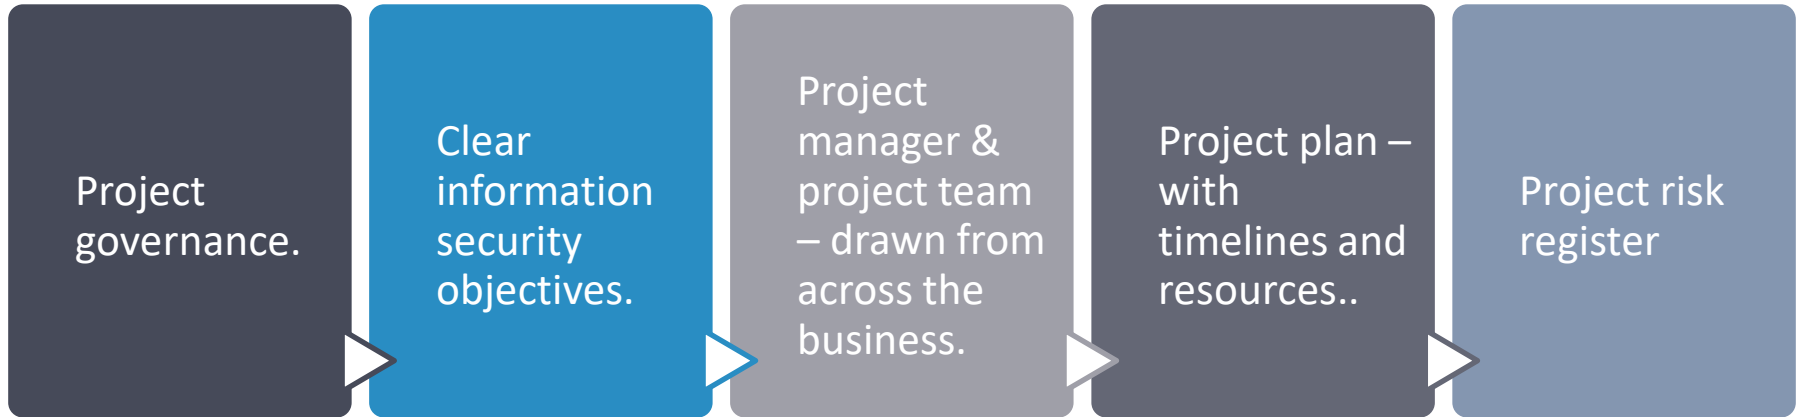 Project
governance.
Clear
information
security
objectives.
Project
manager &
project team
– drawn from
across the
business.
Project plan –
with
timelines and
resources..
Project risk
register